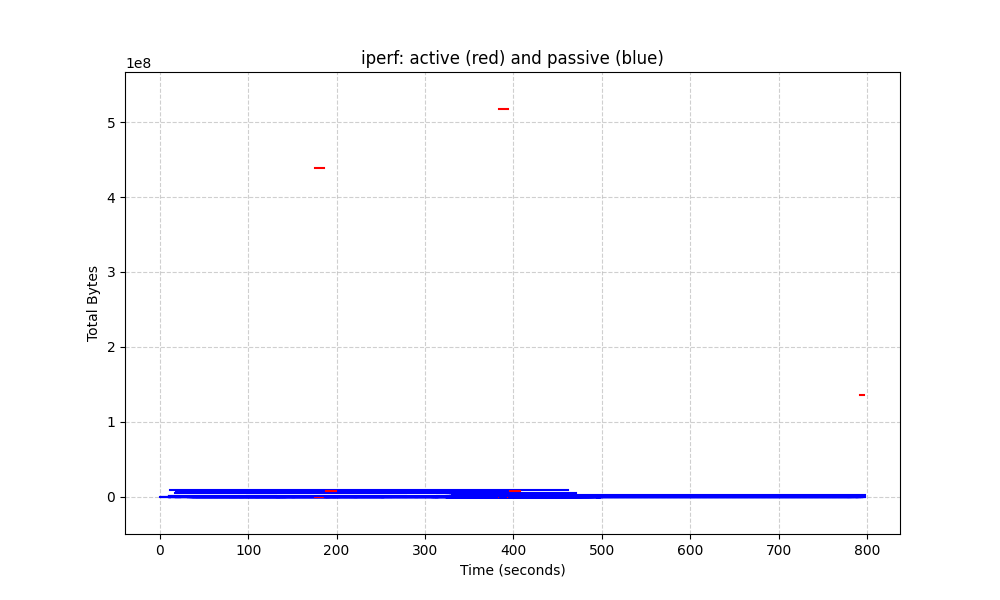 iperf: active (red) and passive (blue)
1e8
5
4
3
2
1
0
Total Bytes
0 100 200 300 400 500 600 700 800
Time (seconds)